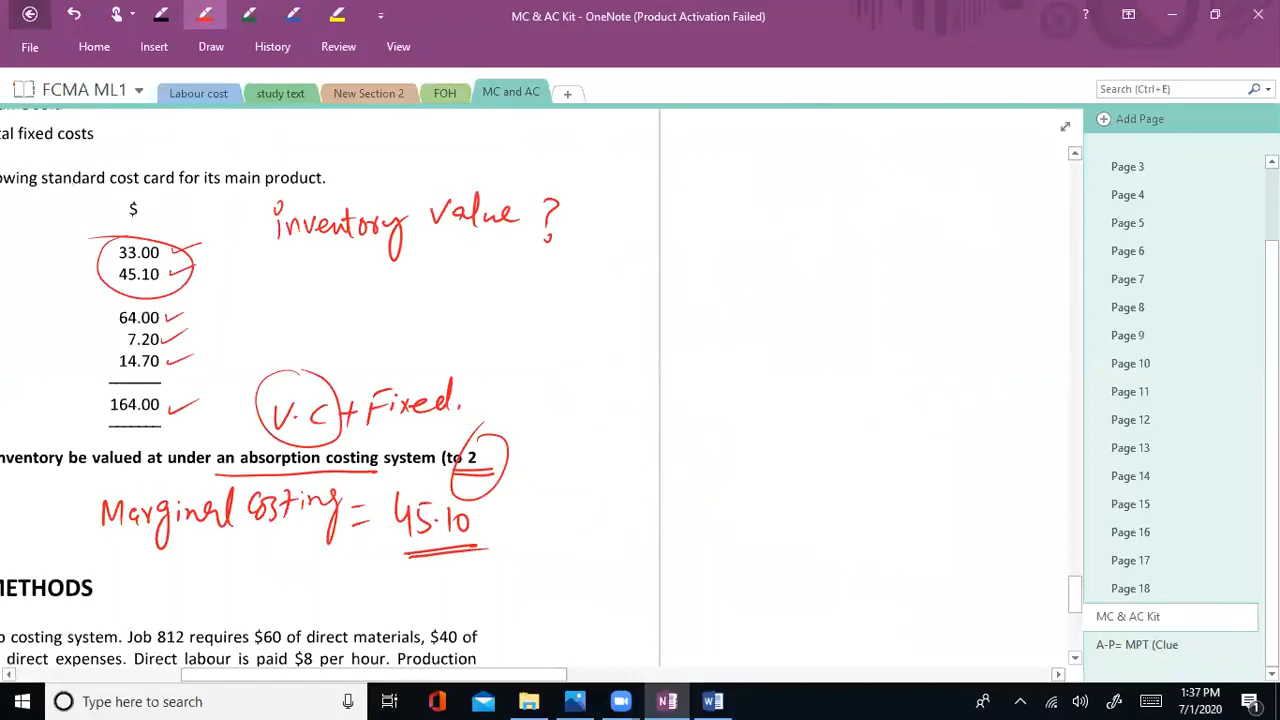 MC & AC Kit - OneNote (Product Activation Failed)
?
File Home Insert Draw History Review View
FCMA ML1 Labour cost study text New Section 2 FOH MC and AC
Search (Ctrl+E)
Add Page
tal fixed costs
owing standard cost card for its main product.
$
inventory value ?
33.00
45.10
64.00
7.20
14.70
164.00
V.C + Fixed.
nventory be valued at under an absorption costing system (to 2
Marginal costing = 45.10
METHODS
costing system. Job 812 requires $60 of direct materials, $40 of
direct expenses. Direct labour is paid $8 per hour. Production
Page 3
Page 4
Page 5
Page 6
Page 7
Page 8
Page 9
Page 10
Page 11
Page 12
Page 13
Page 14
Page 15
Page 16
Page 17
Page 18
MC & AC Kit
A-P= MPT (Clue
Type here to search
1:37 PM
7/1/2020
1